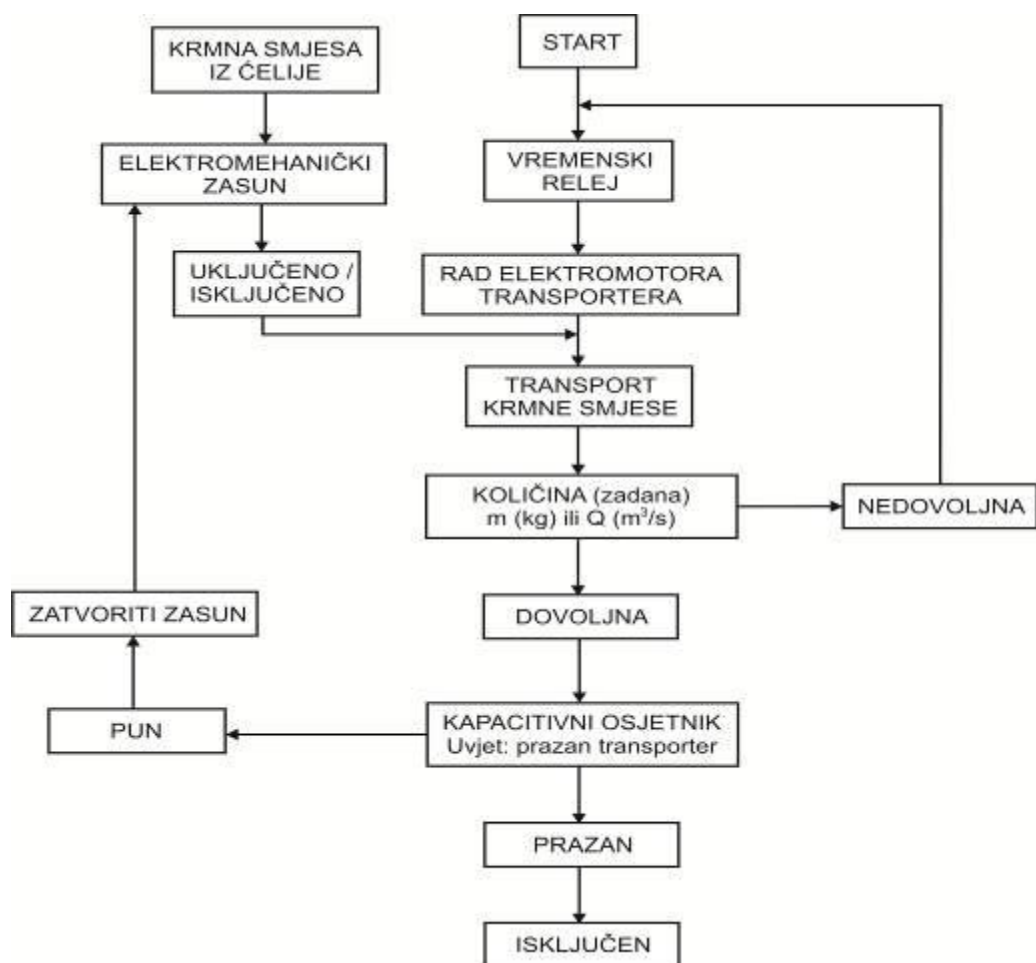 KRMNA SMJESA
IZ ĆELIJE
START
ELEKTROMEHANIČKI
ZASUN
VREMENSKI
RELEJ
UKLJUČENO /
ISKLJUČENO
RAD ELEKTROMOTORA
TRANSPORTERA
TRANSPORT
KRMNE SMJESE
KOLIČINA (zadana)
m (kg) ili Q (m³/s)
NEDOVOLJNA
ZATVORITI ZASUN
DOVOLJNA
PUN
KAPACITIVNI OSJETNIK
Uvjet: prazan transporter
PRAZAN
ISKLJUČEN